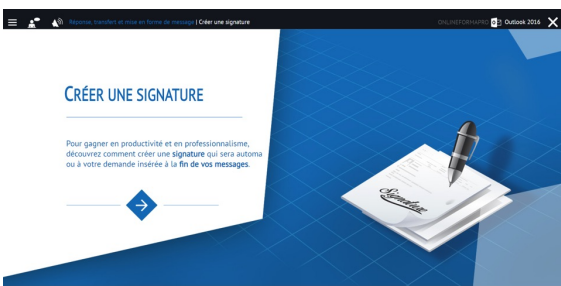 Réponse, transfert et mise en forme de message | Créer une signature
ONLINEFORMAPRO Outlook 2016
CRÉER UNE SIGNATURE
Pour gagner en productivité et en professionnalisme,
découvrez comment créer une signature qui sera automa
ou à votre demande insérée à la fin de vos messages.
Signature